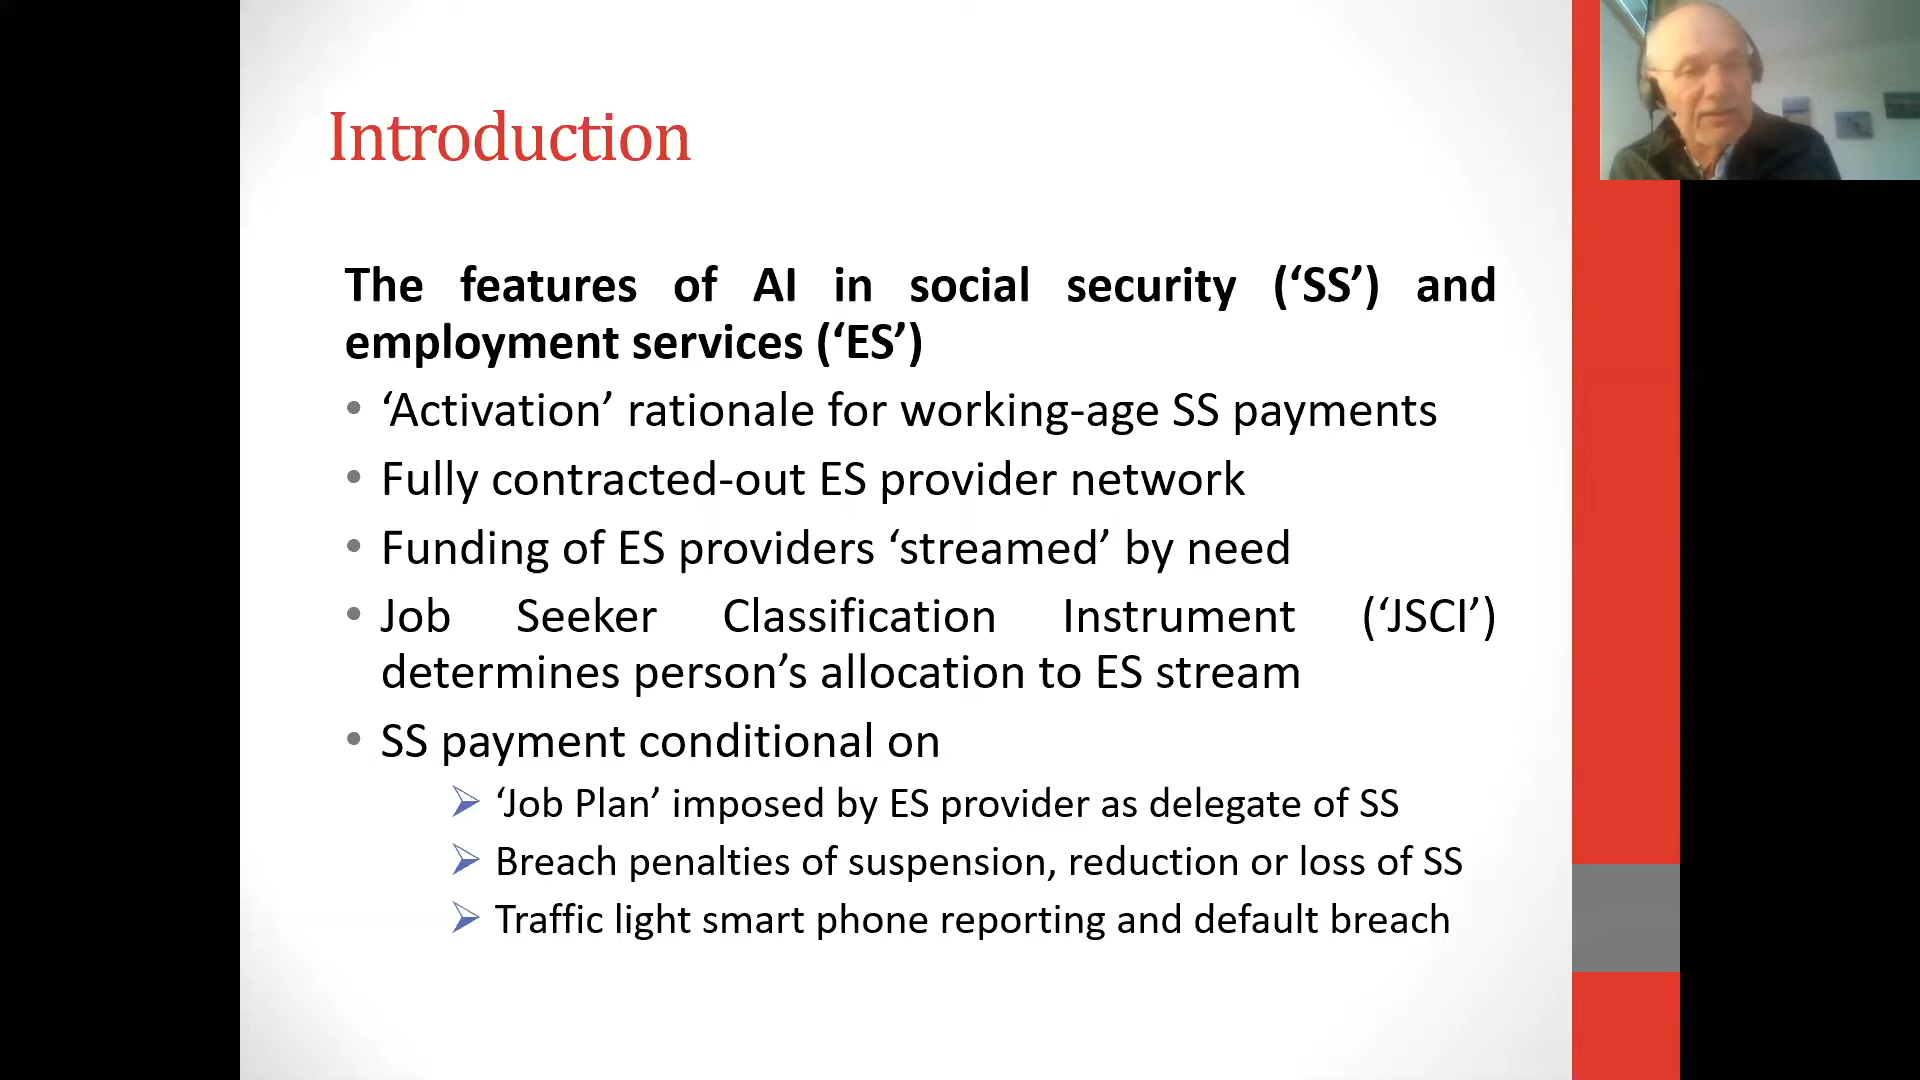 Introduction
The features of AI in social security (‘SS’) and
employment services (‘ES’)
• ‘Activation’ rationale for working-age SS payments
• Fully contracted-out ES provider network
• Funding of ES providers ‘streamed’ by need
• Job Seeker Classification Instrument (‘JSCI’)
determines person’s allocation to ES stream
• SS payment conditional on
➢ ‘Job Plan’ imposed by ES provider as delegate of SS
➢ Breach penalties of suspension, reduction or loss of SS
➢ Traffic light smart phone reporting and default breach